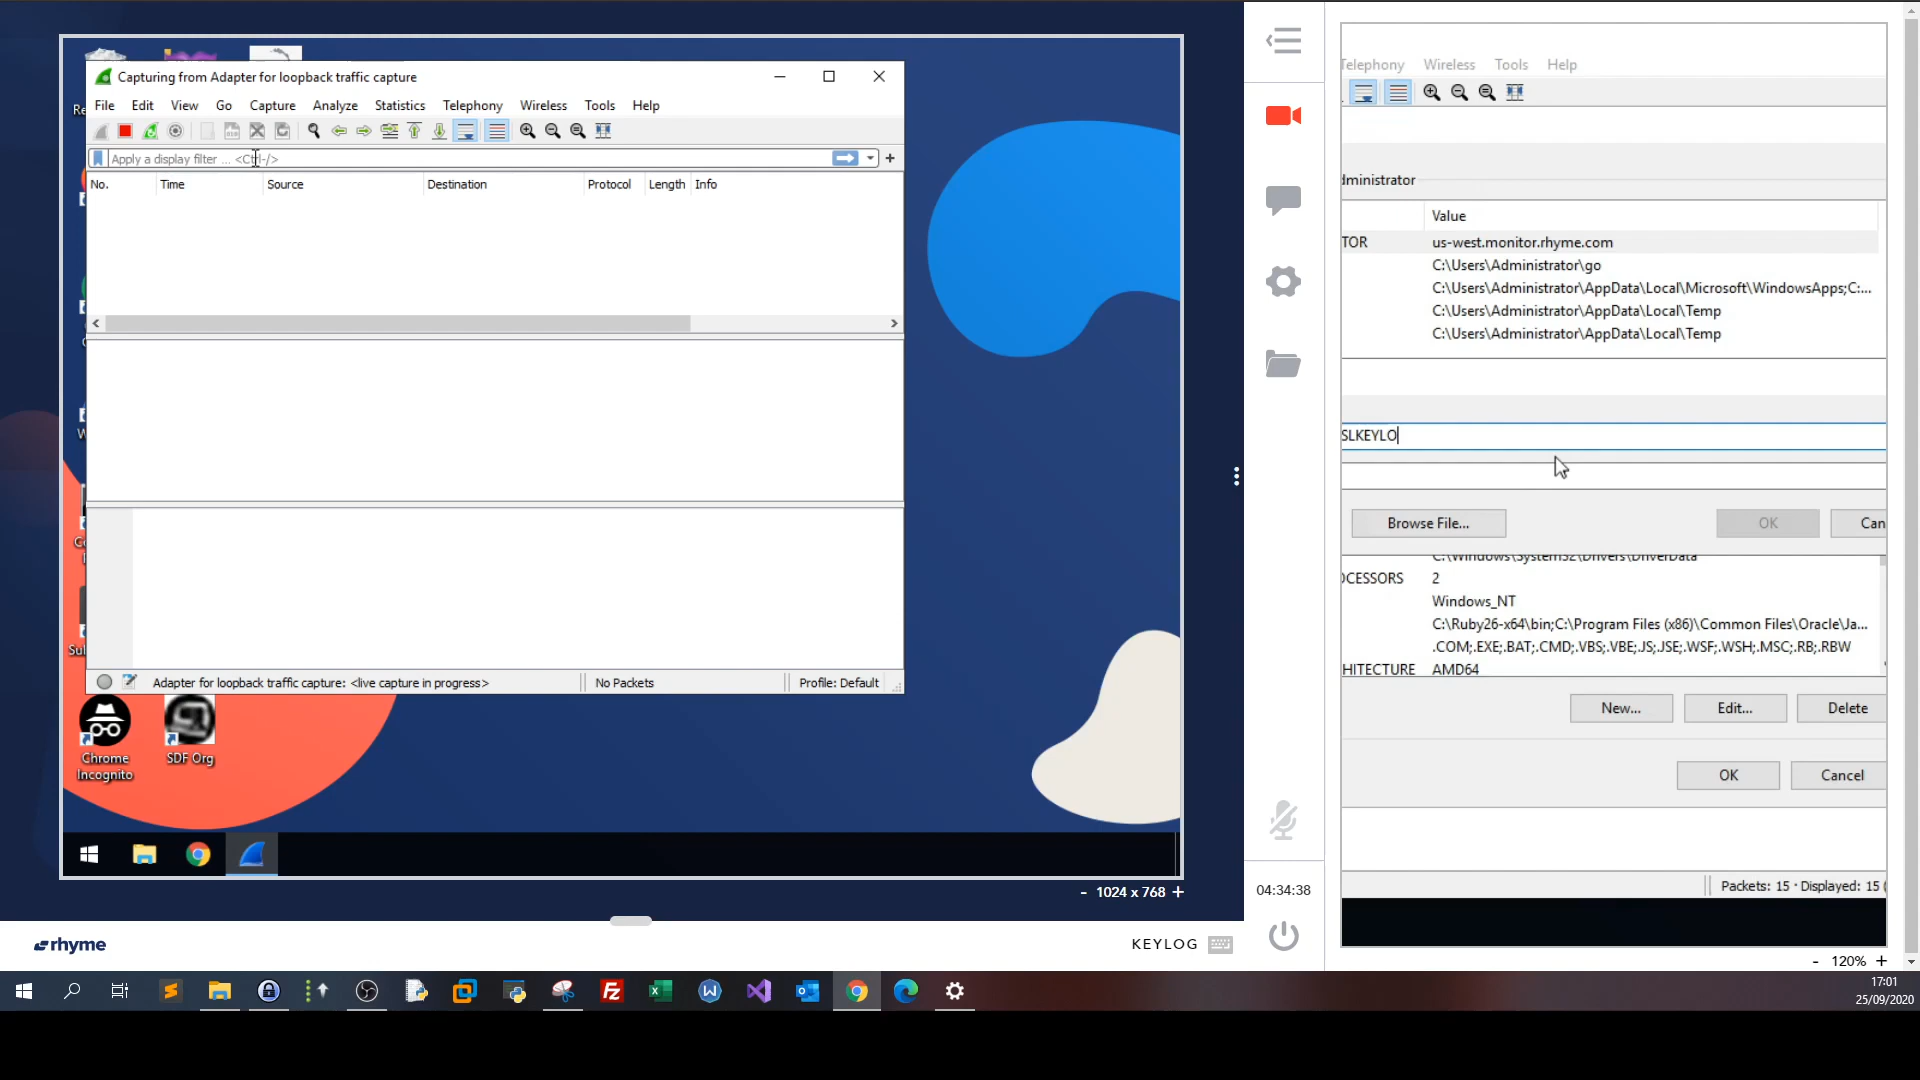 Capturing from Adapter for loopback traffic capture
File Edit View Go Capture Analyze Statistics Telephony Wireless Tools Help
Apply a display filter ... <Ctrl-/>
No. Time Source Destination Protocol Length Info
Adapter for loopback traffic capture: <live capture in progress> No Packets Profile: Default
Chrome Incognito
SDF Org
- 1024 x 768 +
rhyme
KEYLOG
04:34:38
Telephony Wireless Tools Help
dministrator
Value
TOR us-west.monitor.rhyme.com
C:\Users\Administrator\go
C:\Users\Administrator\AppData\Local\Microsoft\WindowsApps;C:...
C:\Users\Administrator\AppData\Local\Temp
C:\Users\Administrator\AppData\Local\Temp
SLKEYLO
Browse File... OK Can
C:\Windows\System32\Drivers\DriverData
OCESSORS 2
Windows_NT
C:\Ruby26-x64\bin;C:\Program Files (x86)\Common Files\Oracle\Ja...
.COM;.EXE;.BAT;.CMD;.VBS;.VBE;.JS;.JSE;.WSF;.WSH;.MSC;.RB;.RBW
HITECTURE AMD64
New... Edit... Delete
OK Cancel
Packets: 15 · Displayed: 15 (
- 120% +
17:01
25/09/2020